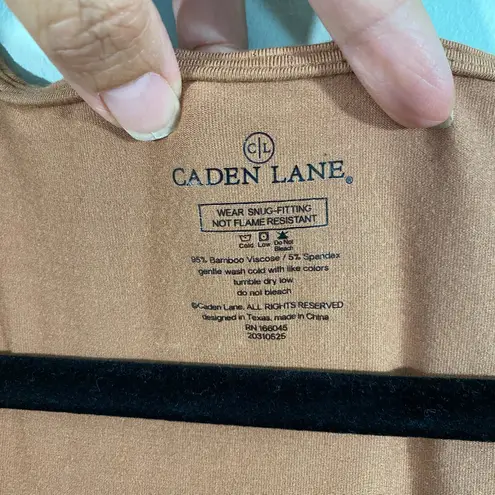 C|L
CADEN LANE®
WEAR SNUG-FITTING
NOT FLAME RESISTANT
Cold Low Do Not
Bleach
95% Bamboo Viscose / 5% Spandex
gentle wash cold with like colors
tumble dry low
do not bleach
©Caden Lane. ALL RIGHTS RESERVED
designed in Texas, made in China
RN 166045
20310525